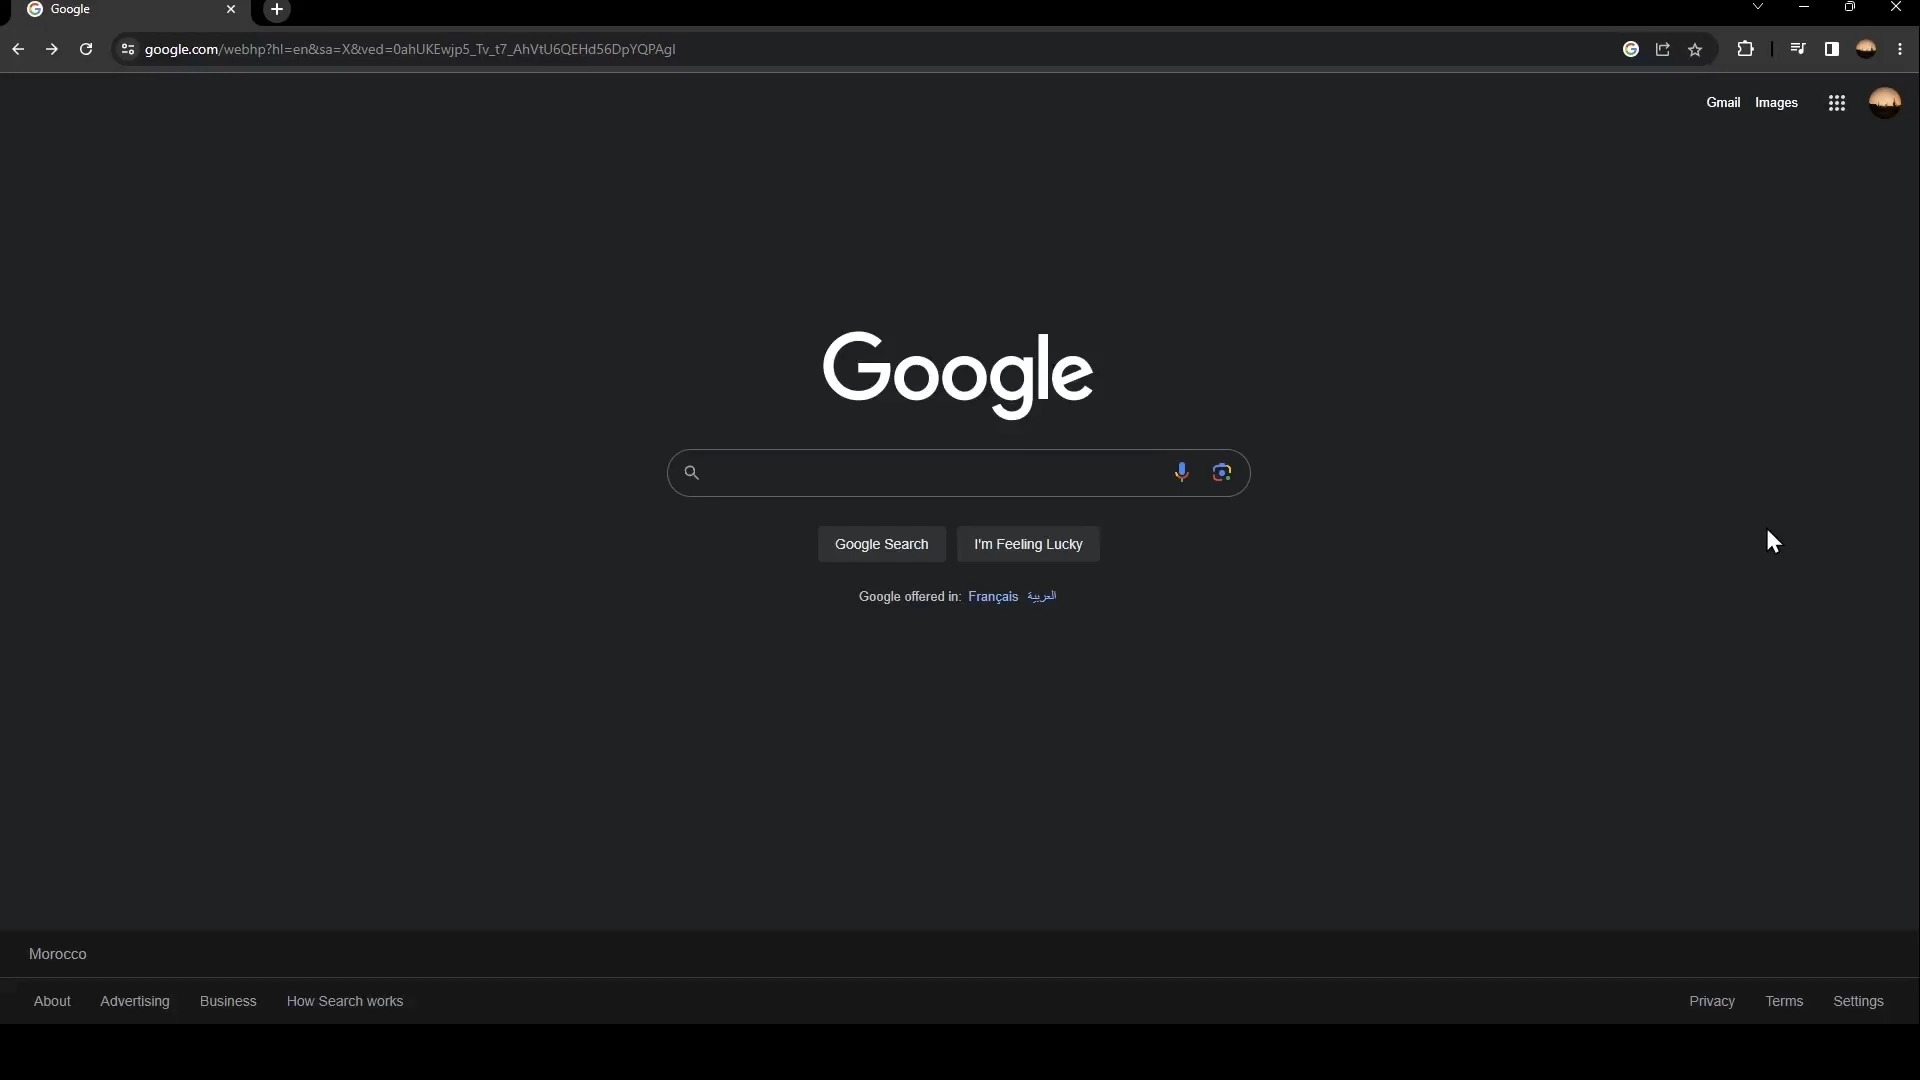 Google
google.com/webhp?hl=en&sa=X&ved=0ahUKEwjp5_Tv_t7_AhVtU6QEHd56DpYQPAgI
Gmail Images
Google
Google Search I'm Feeling Lucky
Google offered in: Français العربية
Morocco
About Advertising Business How Search works Privacy Terms Settings